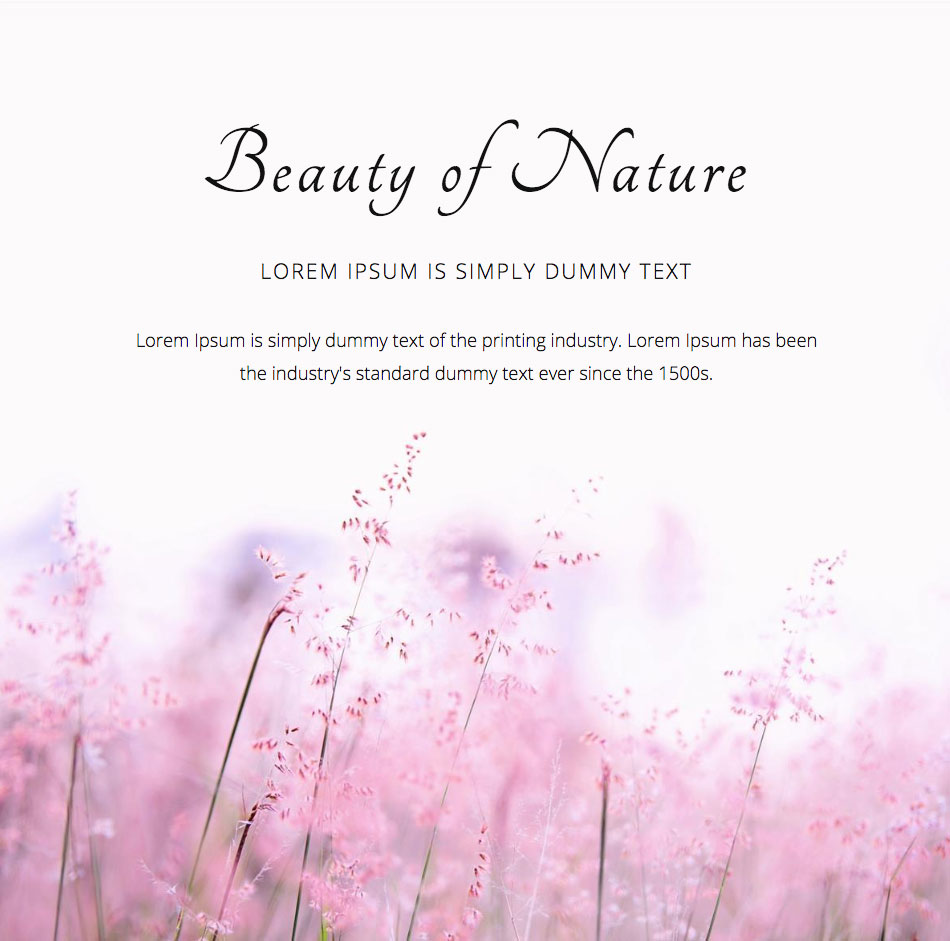 Beauty of Nature
LOREM IPSUM IS SIMPLY DUMMY TEXT
Lorem Ipsum is simply dummy text of the printing industry. Lorem Ipsum has been
the industry's standard dummy text ever since the 1500s.